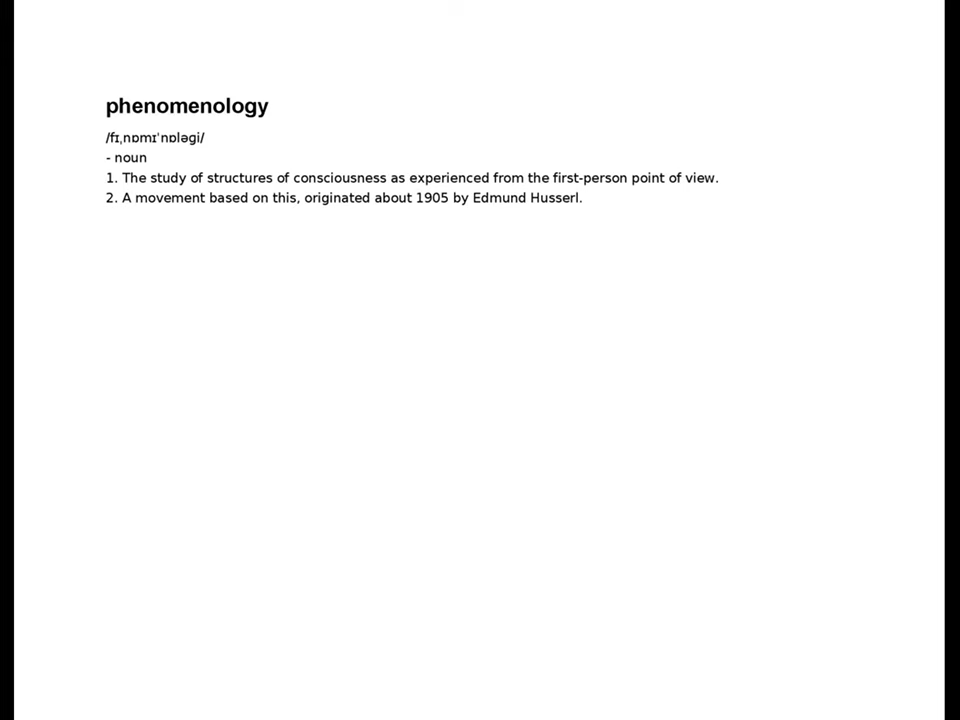 phenomenology
/fɪˌnɒmɪˈnɒləgi/
- noun
1. The study of structures of consciousness as experienced from the first-person point of view.
2. A movement based on this, originated about 1905 by Edmund Husserl.